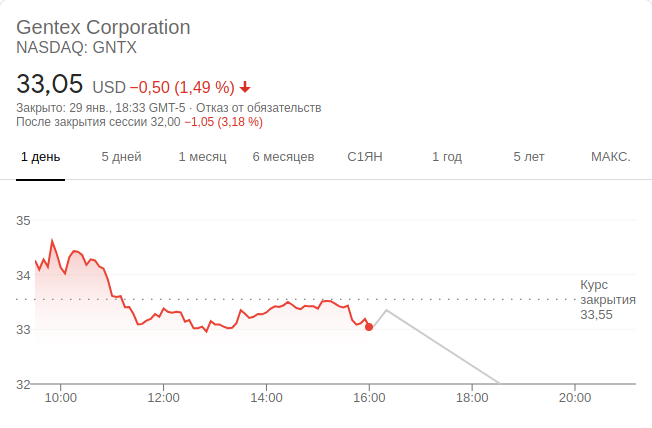 Gentex Corporation
NASDAQ: GNTX
33,05 USD −0,50 (1,49 %)
Закрыто: 29 янв., 18:33 GMT-5 · Отказ от обязательств
После закрытия сессии 32,00 −1,05 (3,18 %)
1 день 5 дней 1 месяц 6 месяцев С1ЯН 1 год 5 лет МАКС.
35
34
Курс
закрытия
33,55
33
32
10:00 12:00 14:00 16:00 18:00 20:00